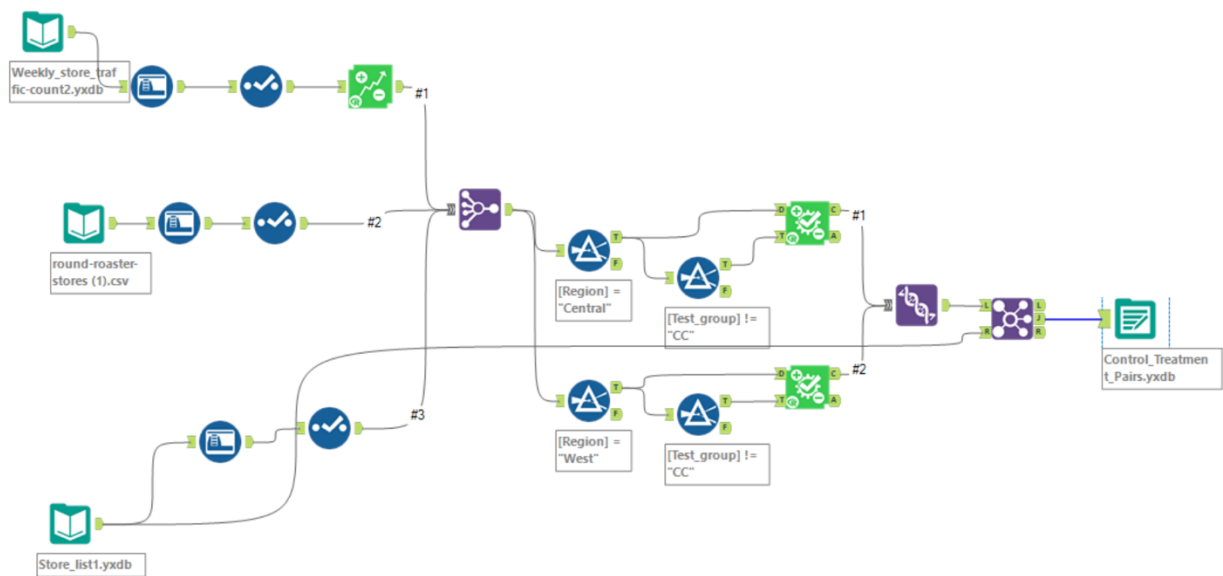 Weekly_store_traf
fic-count2.yxdb
#1
round-roaster-
stores (1).csv
#2
Store_list1.yxdb
#3
T
F
[Region] =
"Central"
T
F
[Test_group] !=
"CC"
D
T
C
A
#1
T
F
[Region] =
"West"
T
F
[Test_group] !=
"CC"
D
T
C
A
#2
L
R
L
J
R
Control_Treatmen
t_Pairs.yxdb